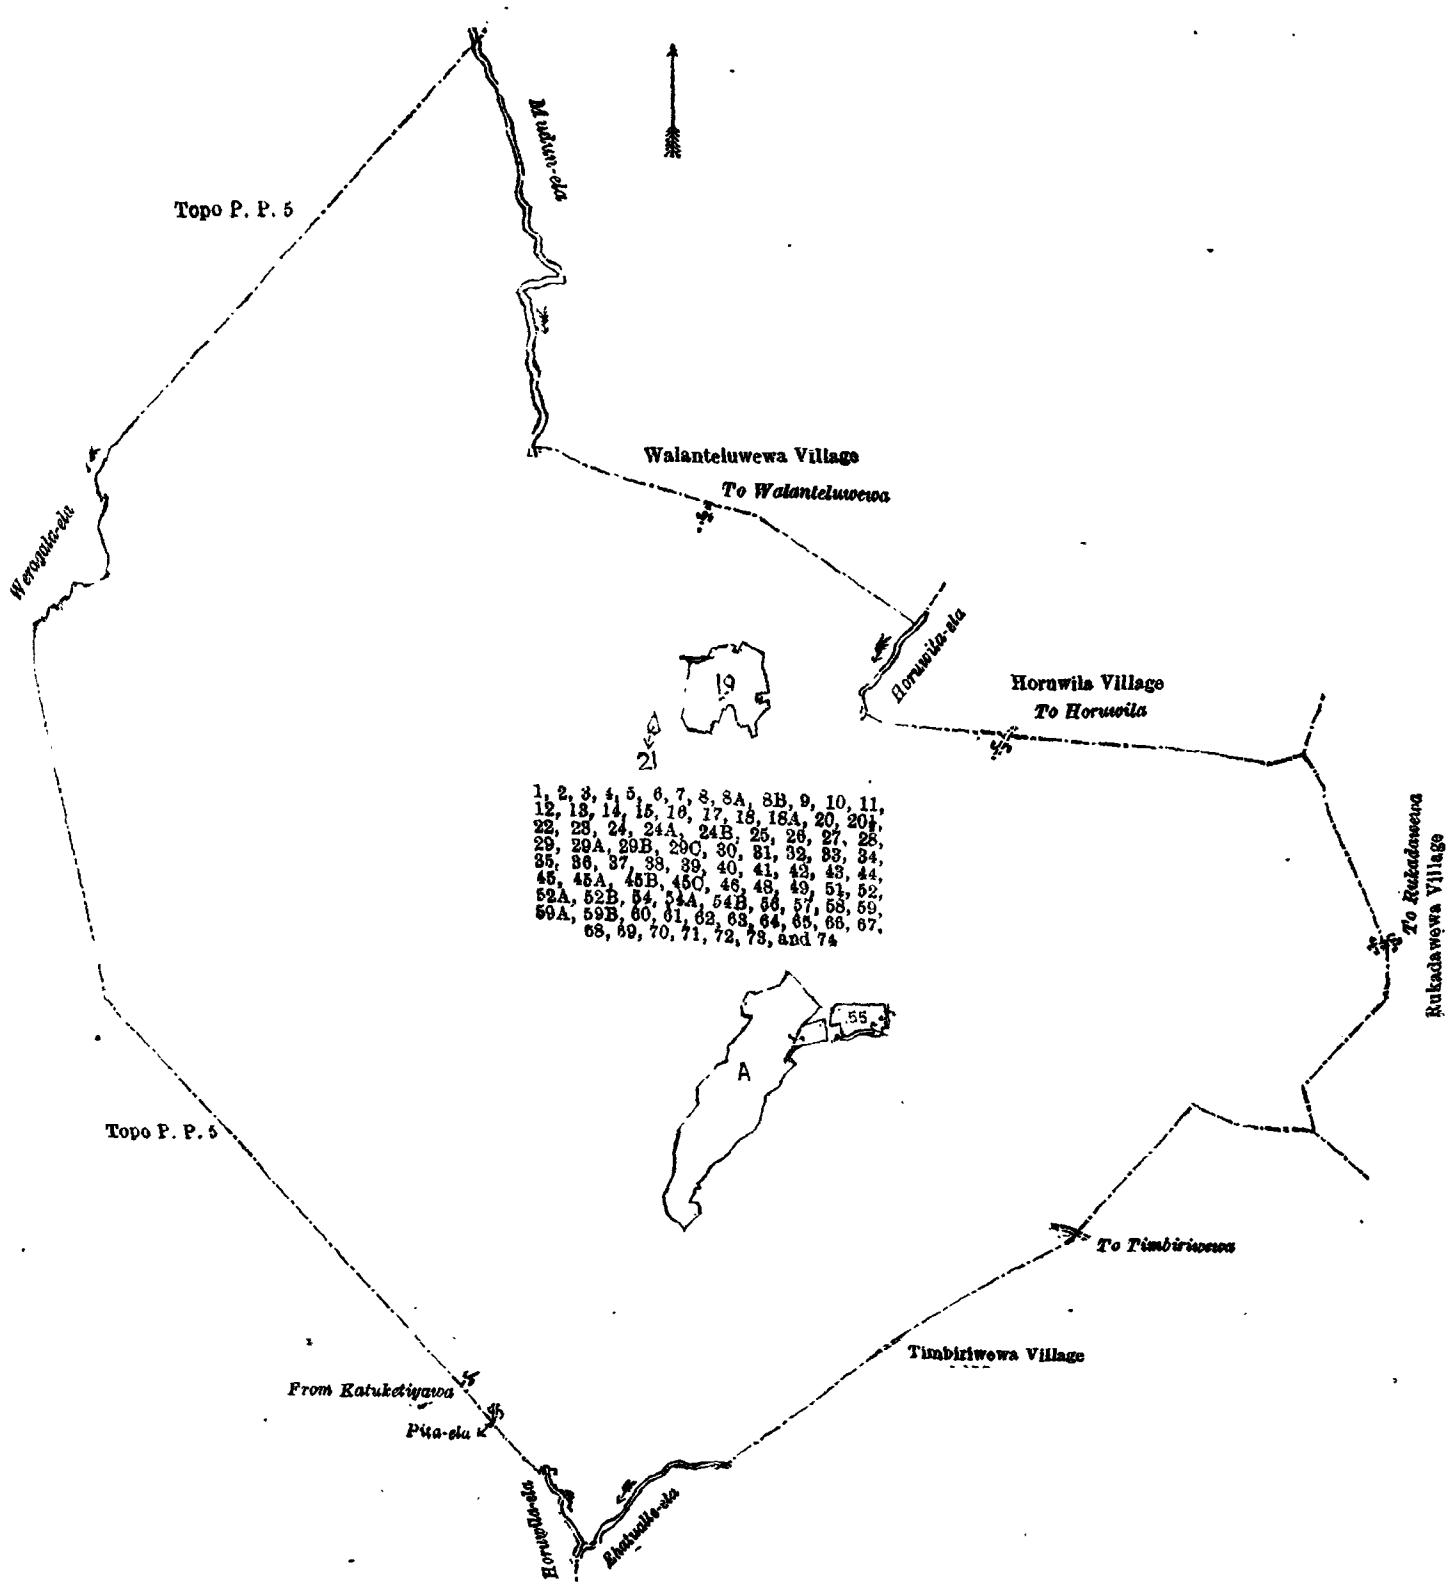 Mudun-ela
Topo P. P. 5
Walanteluwewa Village
To Walanteluwewa
Weragala-ela
Horuwila-ela
Horuwila Village
To Horuwila
19
21
1, 2, 3, 4, 5, 6, 7, 8, 8A, 8B, 9, 10, 11,
12, 13, 14, 15, 16, 17, 18, 18A, 20, 20½,
22, 23, 24, 24A, 24B, 25, 26, 27, 28,
29, 29A, 29B, 29C, 30, 31, 32, 33, 34,
35, 36, 37, 38, 39, 40, 41, 42, 43, 44,
45, 45A, 45B, 45C, 46, 48, 49, 51, 52,
52A, 52B, 54, 54A, 54B, 56, 57, 58, 59,
59A, 59B, 60, 61, 62, 63, 64, 65, 66, 67,
68, 69, 70, 71, 72, 73, and 74
To Rukadawewa
Rukadawewa Village
55
A
Topo P. P. 5
To Timbiriwewa
Timbiriwewa Village
From Katuketiyawa
Pita-ela
Horuwila-ela
Ehatualle-ela